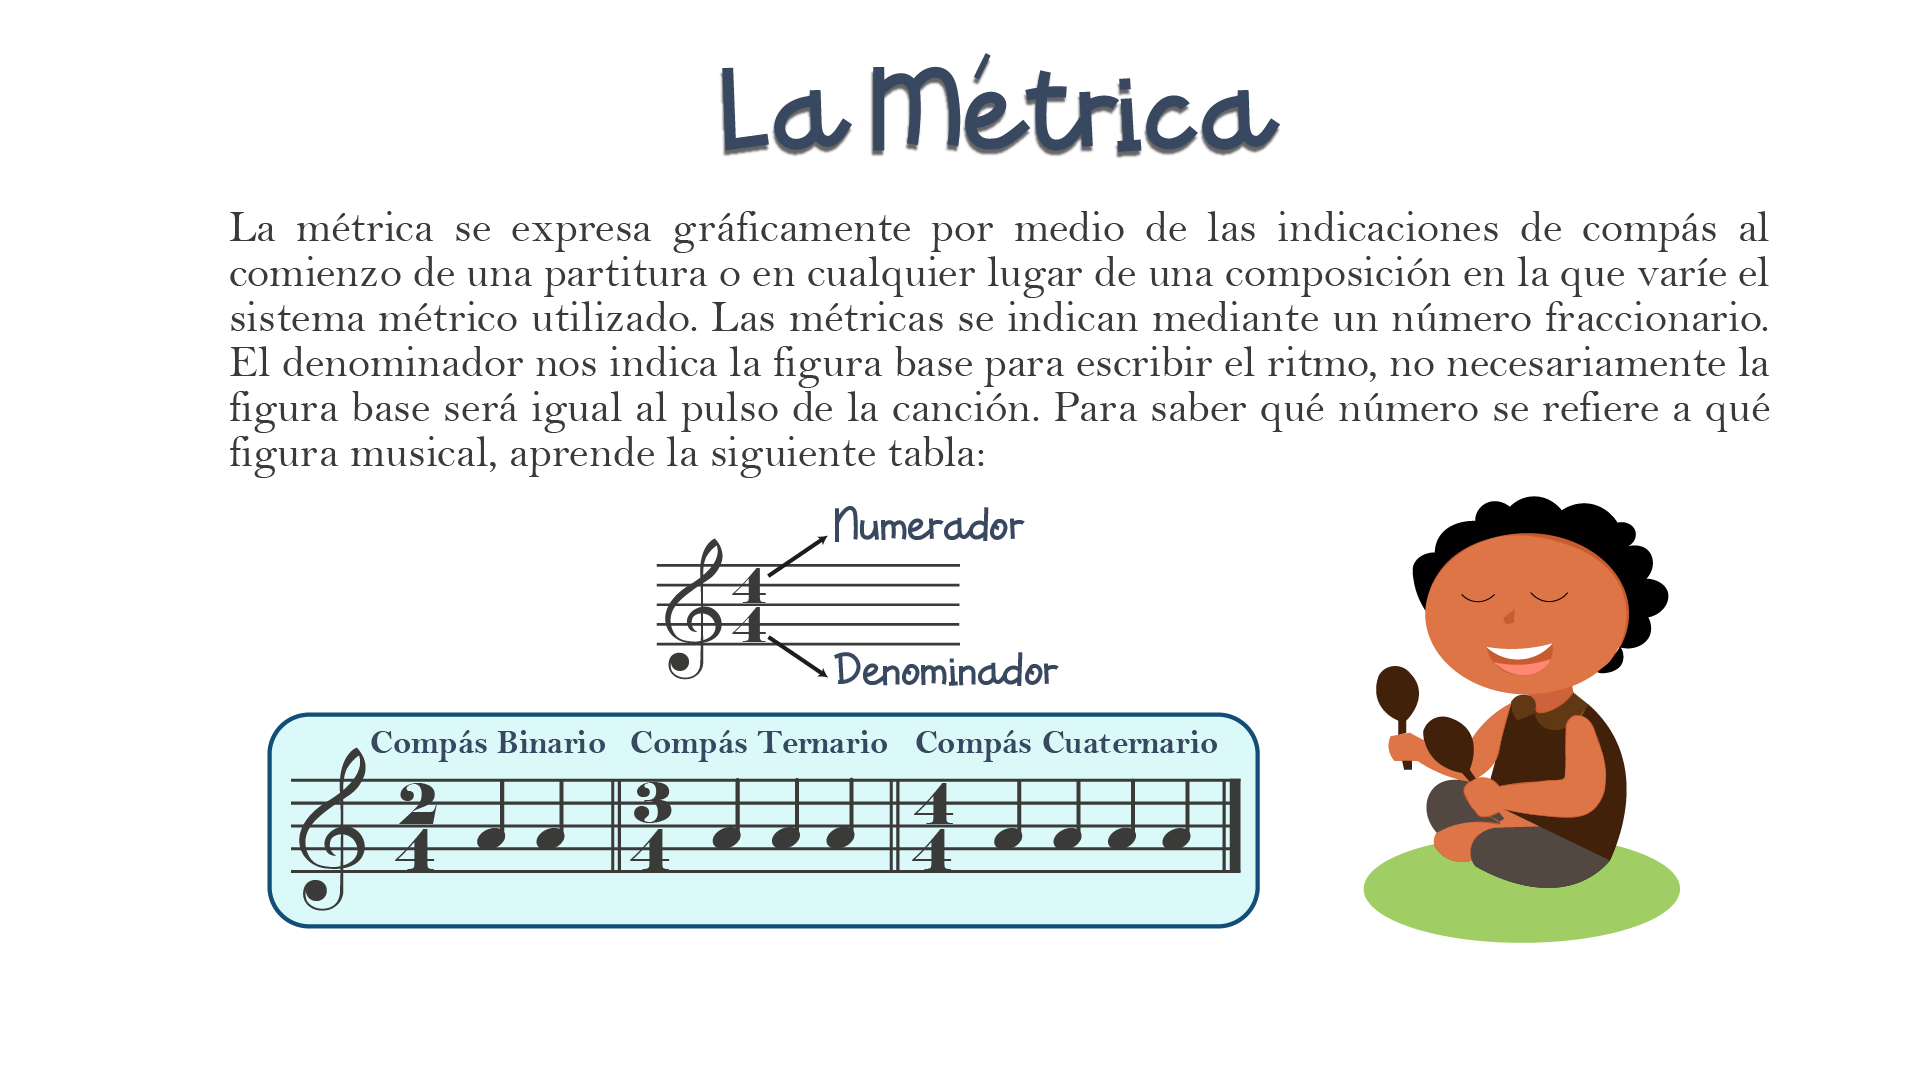 La Métrica
La métrica se expresa gráficamente por medio de las indicaciones de compás al
comienzo de una partitura o en cualquier lugar de una composición en la que varíe el
sistema métrico utilizado. Las métricas se indican mediante un número fraccionario.
El denominador nos indica la figura base para escribir el ritmo, no necesariamente la
figura base será igual al pulso de la canción. Para saber qué número se refiere a qué
figura musical, aprende la siguiente tabla:
Numerador
4
4
Denominador
Compás Binario Compás Ternario Compás Cuaternario
2 3 4
4 4 4